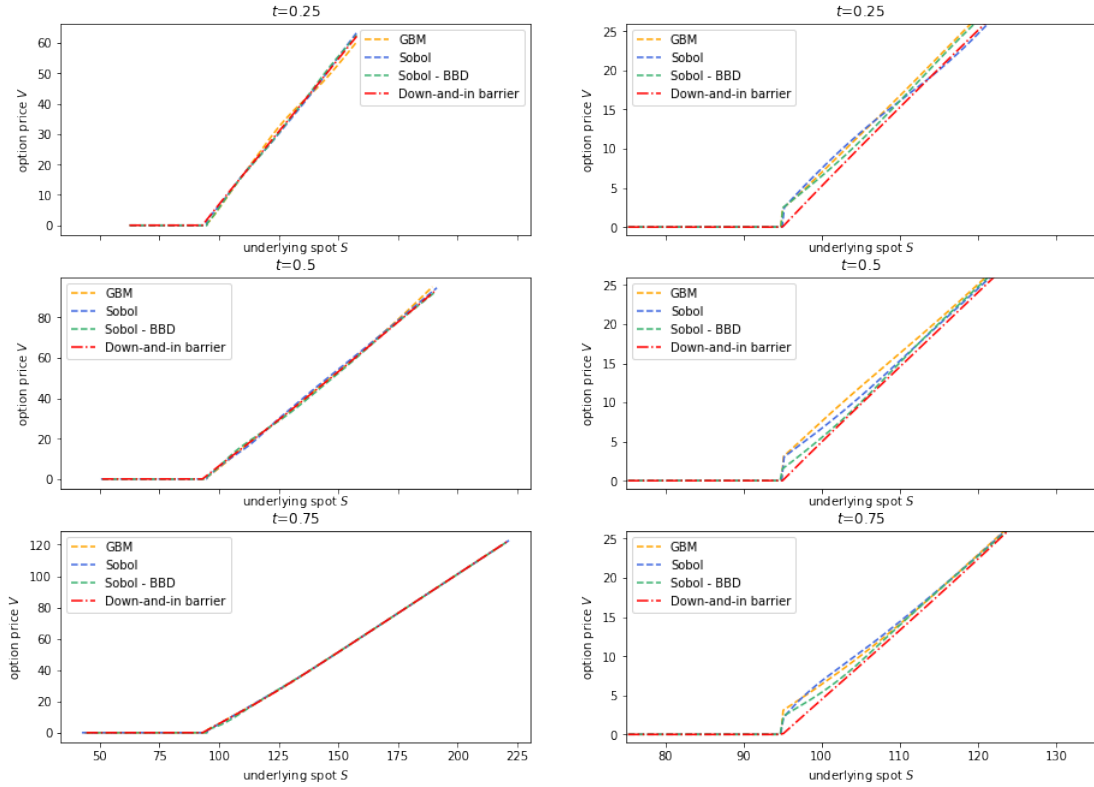 t=0.25
option price V
60
50
40
30
20
10
0
GBM
Sobol
Sobol - BBD
Down-and-in barrier
underlying spot S
t=0.25
option price V
25
20
15
10
5
0
GBM
Sobol
Sobol - BBD
Down-and-in barrier
underlying spot S
t=0.5
option price V
80
60
40
20
0
GBM
Sobol
Sobol - BBD
Down-and-in barrier
underlying spot S
t=0.5
option price V
25
20
15
10
5
0
GBM
Sobol
Sobol - BBD
Down-and-in barrier
underlying spot S
t=0.75
option price V
120
100
80
60
40
20
0
GBM
Sobol
Sobol - BBD
Down-and-in barrier
50 75 100 125 150 175 200 225
underlying spot S
t=0.75
option price V
25
20
15
10
5
0
GBM
Sobol
Sobol - BBD
Down-and-in barrier
80 90 100 110 120 130
underlying spot S